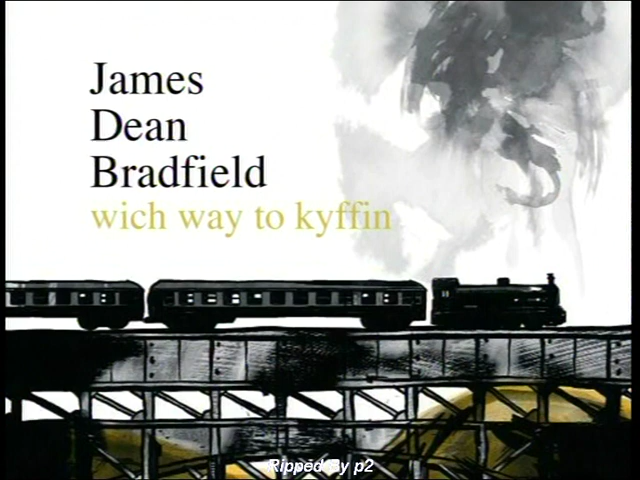 James
Dean
Bradfield
wich way to kyffin
Ripped By p2